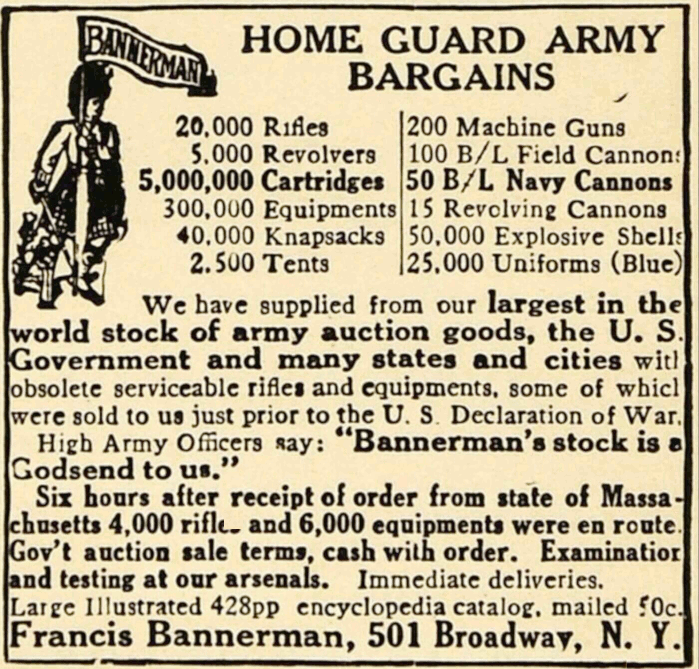 BANNERMAN
HOME GUARD ARMY
BARGAINS
20,000 Rifles
5,000 Revolvers
5,000,000 Cartridges
300,000 Equipments
40,000 Knapsacks
2,500 Tents
200 Machine Guns
100 B/L Field Cannons
50 B/L Navy Cannons
15 Revolving Cannons
50,000 Explosive Shells
25,000 Uniforms (Blue)
We have supplied from our largest in the
world stock of army auction goods, the U. S.
Government and many states and cities with
obsolete serviceable rifles and equipments, some of which
were sold to us just prior to the U. S. Declaration of War.
High Army Officers say: "Bannerman's stock is a
Godsend to us."
Six hours after receipt of order from state of Massa-
chusetts 4,000 rifles and 6,000 equipments were en route.
Gov't auction sale terms, cash with order. Examination
and testing at our arsenals. Immediate deliveries.
Large Illustrated 428pp encyclopedia catalog, mailed 50c.
Francis Bannerman, 501 Broadway, N. Y.